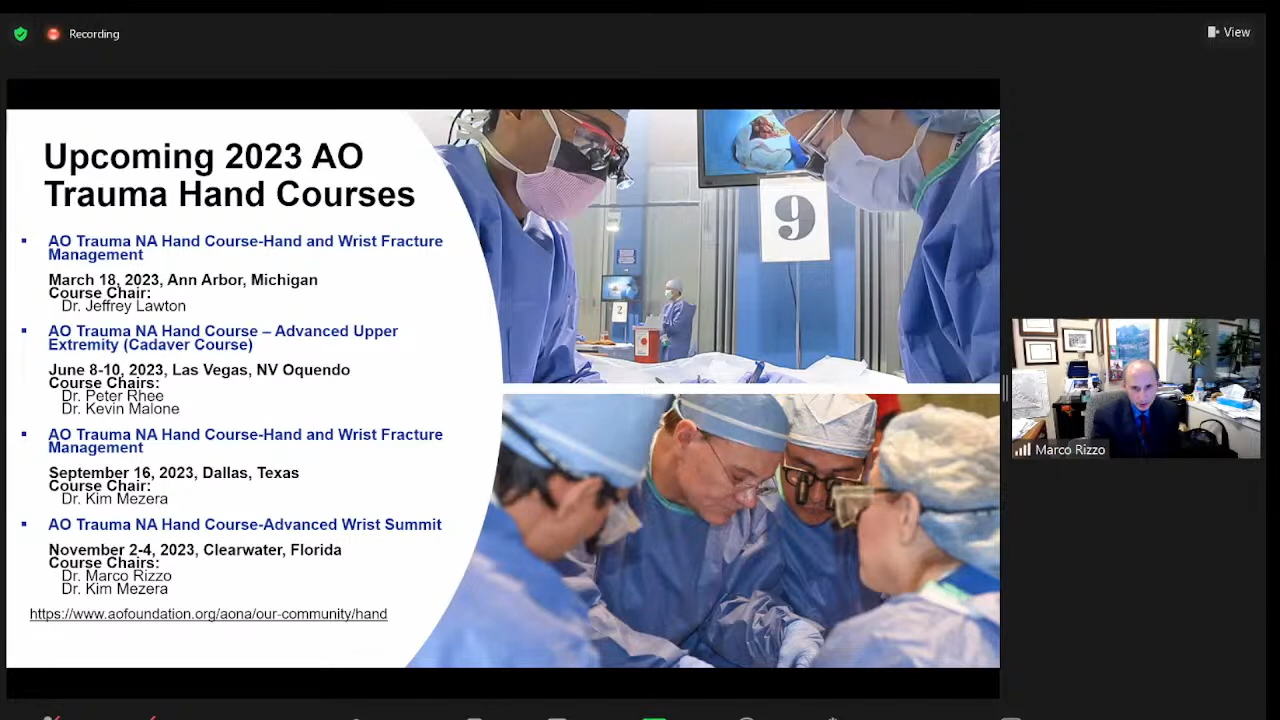 Recording
View
Upcoming 2023 AO
Trauma Hand Courses
▪ AO Trauma NA Hand Course-Hand and Wrist Fracture
Management
March 18, 2023, Ann Arbor, Michigan
Course Chair:
Dr. Jeffrey Lawton
▪ AO Trauma NA Hand Course – Advanced Upper
Extremity (Cadaver Course)
June 8-10, 2023, Las Vegas, NV Oquendo
Course Chairs:
Dr. Peter Rhee
Dr. Kevin Malone
▪ AO Trauma NA Hand Course-Hand and Wrist Fracture
Management
September 16, 2023, Dallas, Texas
Course Chair:
Dr. Kim Mezera
▪ AO Trauma NA Hand Course-Advanced Wrist Summit
November 2-4, 2023, Clearwater, Florida
Course Chairs:
Dr. Marco Rizzo
Dr. Kim Mezera
https://www.aofoundation.org/aona/our-community/hand
9
2
Marco Rizzo